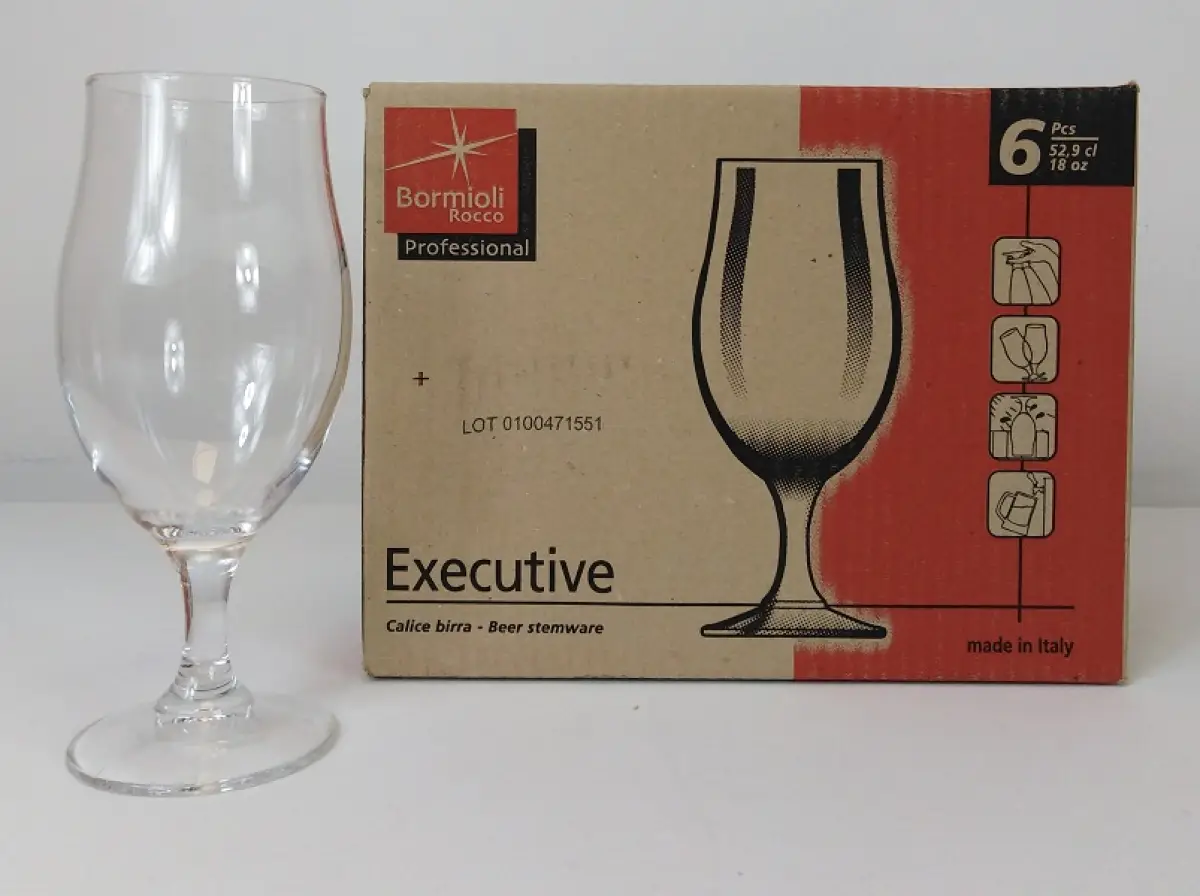 Bormioli
Rocco
Professional
6 Pcs
52,9 cl
18 oz
+
LOT 0100471551
Executive
Calice birra - Beer stemware
made in Italy